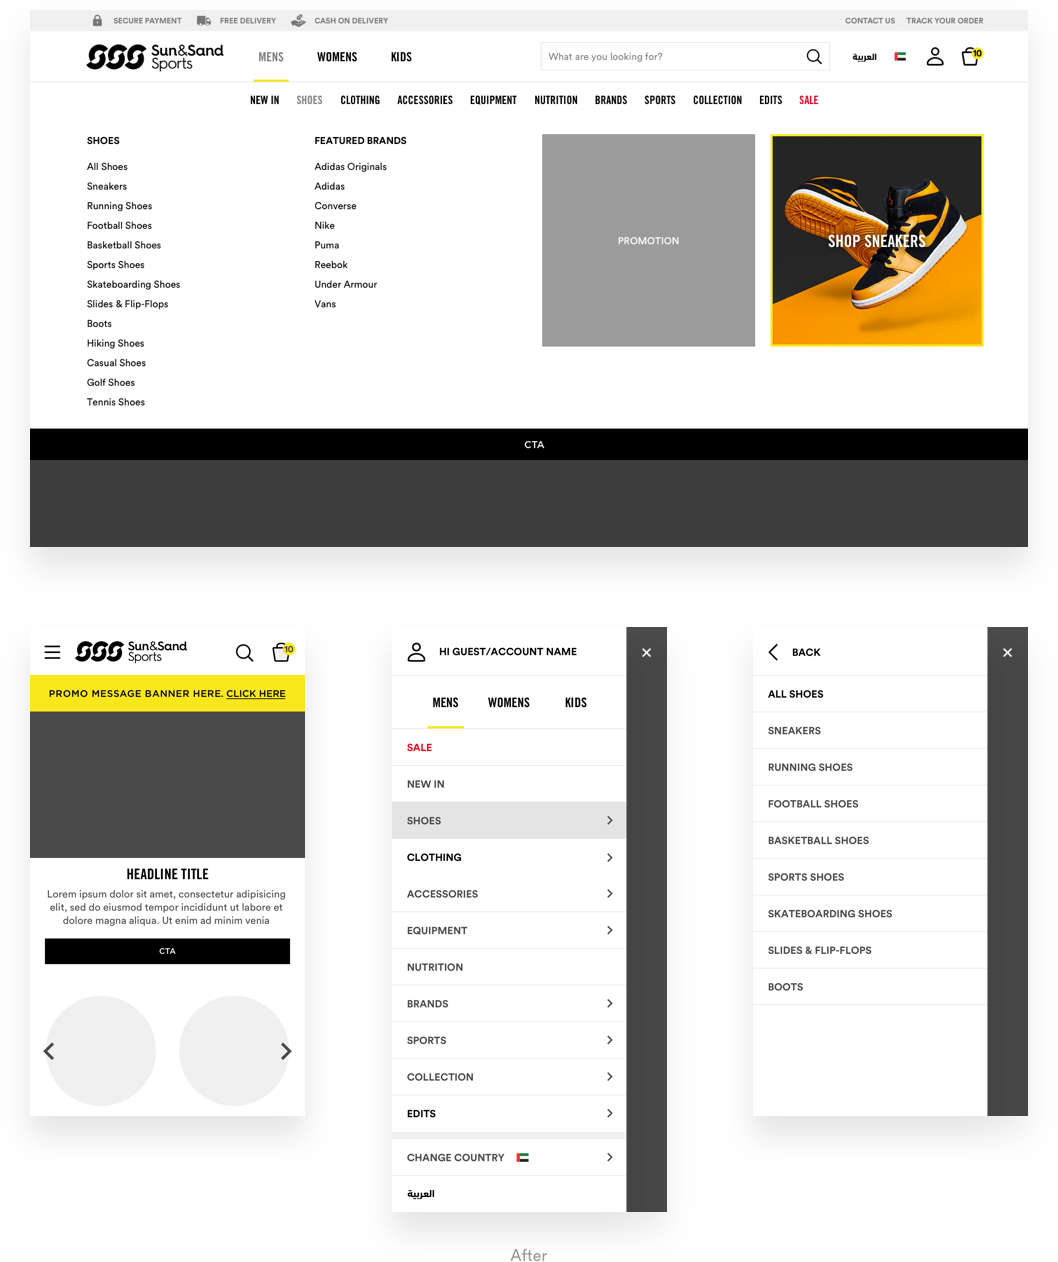 SECURE PAYMENT FREE DELIVERY CASH ON DELIVERY CONTACT US TRACK YOUR ORDER
SSS Sun&Sand Sports MENS WOMENS KIDS What are you looking for? العربية 10
NEW IN SHOES CLOTHING ACCESSORIES EQUIPMENT NUTRITION BRANDS SPORTS COLLECTION EDITS SALE
SHOES
All Shoes
Sneakers
Running Shoes
Football Shoes
Basketball Shoes
Sports Shoes
Skateboarding Shoes
Slides & Flip-Flops
Boots
Hiking Shoes
Casual Shoes
Golf Shoes
Tennis Shoes
FEATURED BRANDS
Adidas Originals
Adidas
Converse
Nike
Puma
Reebok
Under Armour
Vans
PROMOTION
SHOP SNEAKERS
CTA
SSS Sun&Sand Sports 10
PROMO MESSAGE BANNER HERE. CLICK HERE
HEADLINE TITLE
Lorem ipsum dolor sit amet, consectetur adipisicing
elit, sed do eiusmod tempor incididunt ut labore et
dolore magna aliqua. Ut enim ad minim venia
CTA
HI GUEST/ACCOUNT NAME
MENS WOMENS KIDS
SALE
NEW IN
SHOES
CLOTHING
ACCESSORIES
EQUIPMENT
NUTRITION
BRANDS
SPORTS
COLLECTION
EDITS
CHANGE COUNTRY
العربية
BACK
ALL SHOES
SNEAKERS
RUNNING SHOES
FOOTBALL SHOES
BASKETBALL SHOES
SPORTS SHOES
SKATEBOARDING SHOES
SLIDES & FLIP-FLOPS
BOOTS
After